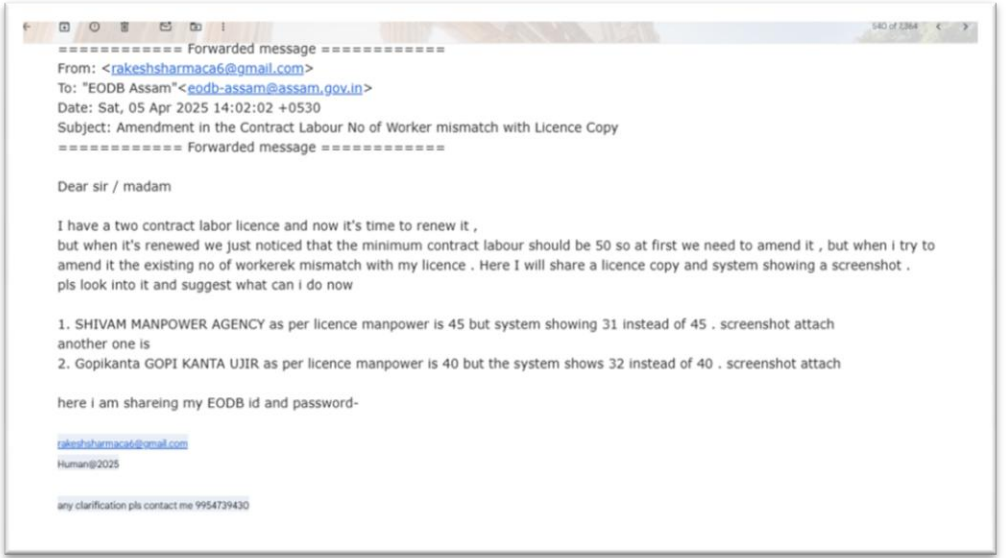 540 of 7,364
============ Forwarded message ============
From: <rakeshsharmaca6@gmail.com>
To: "EODB Assam"<eodb-assam@assam.gov.in>
Date: Sat, 05 Apr 2025 14:02:02 +0530
Subject: Amendment in the Contract Labour No of Worker mismatch with Licence Copy
============ Forwarded message ============
Dear sir / madam
I have a two contract labor licence and now it's time to renew it ,
but when it's renewed we just noticed that the minimum contract labour should be 50 so at first we need to amend it , but when i try to
amend it the existing no of workerek mismatch with my licence . Here I will share a licence copy and system showing a screenshot .
pls look into it and suggest what can i do now
1. SHIVAM MANPOWER AGENCY as per licence manpower is 45 but system showing 31 instead of 45 . screenshot attach
another one is
2. Gopikanta GOPI KANTA UJIR as per licence manpower is 40 but the system shows 32 instead of 40 . screenshot attach
here i am shareing my EODB id and password-
rakeshsharmaca6@gmail.com
Human@2025
any clarification pls contact me 9954739430